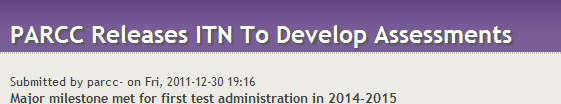 PARCC Releases ITN To Develop Assessments
Submitted by parcc- on Fri, 2011-12-30 19:16
Major milestone met for first test administration in 2014-2015